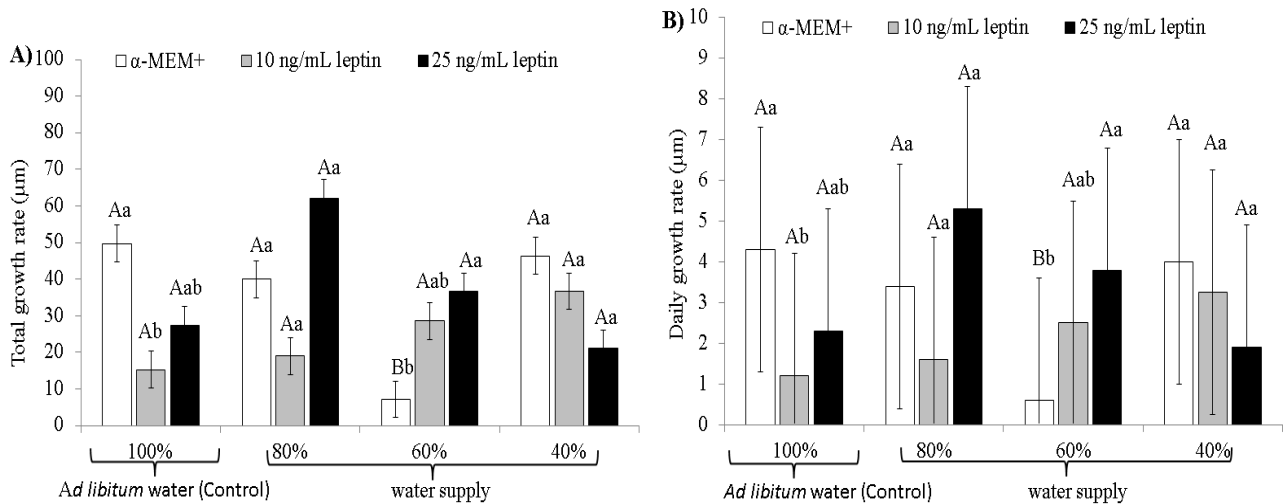 A)
α-MEM+ 10 ng/mL leptin 25 ng/mL leptin
Total growth rate (µm)
100
90
80
70
60
50
40
30
20
10
0
Aa Ab Aab
Aa Aa Aa
Bb Aab Aa
Aa Aa Aa
100% 80% 60% 40%
Ad libitum water (Control) water supply
B)
α-MEM+ 10 ng/mL leptin 25 ng/mL leptin
Daily growth rate (µm)
10
9
8
7
6
5
4
3
2
1
0
Aa Ab Aab
Aa Aa Aa
Bb Aab Aa
Aa Aa Aa
100% 80% 60% 40%
Ad libitum water (Control) water supply